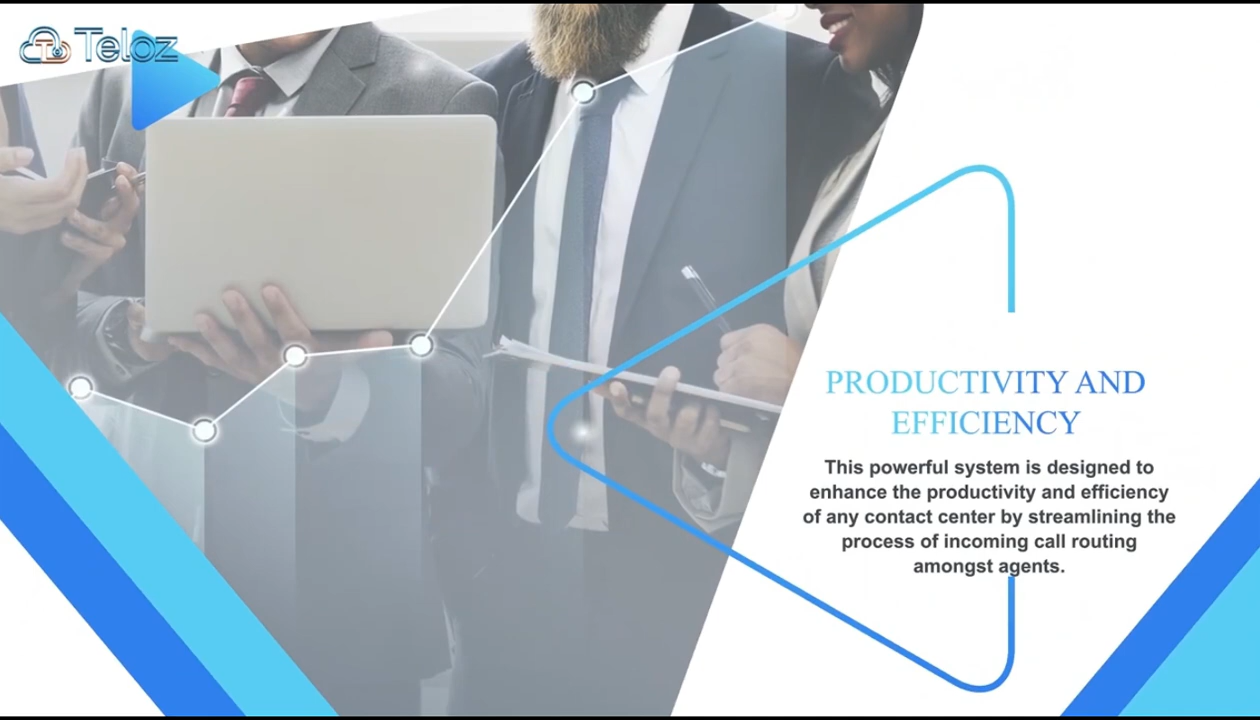 Teloz
PRODUCTIVITY AND
EFFICIENCY
This powerful system is designed to
enhance the productivity and efficiency
of any contact center by streamlining the
process of incoming call routing
amongst agents.